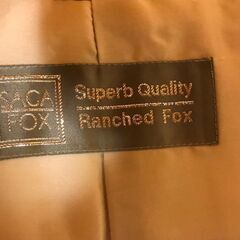 SAGA
FOX
Superb Quality
Ranched Fox